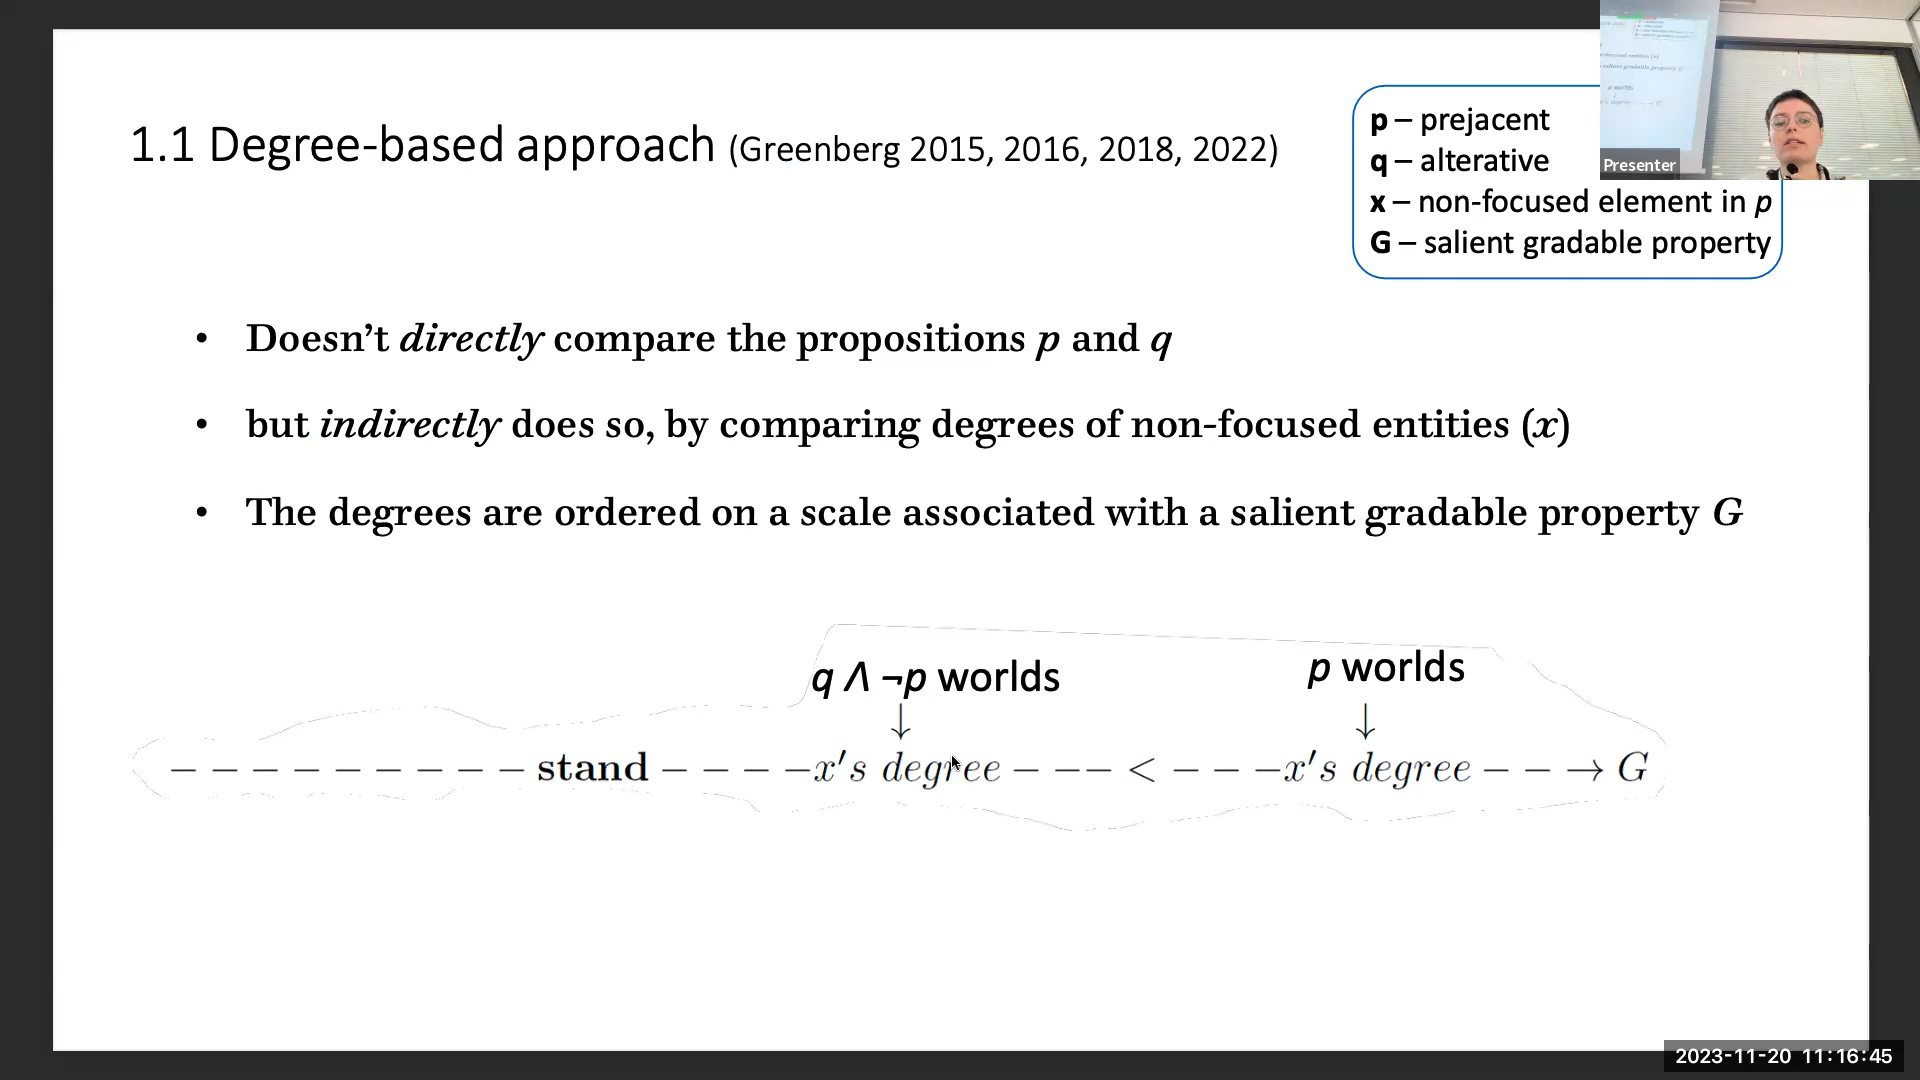 1.1 Degree-based approach (Greenberg 2015, 2016, 2018, 2022)
p – prejacent
q – alterative
x – non-focused element in p
G – salient gradable property
Presenter
• Doesn't directly compare the propositions p and q
• but indirectly does so, by comparing degrees of non-focused entities (x)
• The degrees are ordered on a scale associated with a salient gradable property G
q Λ ¬p worlds
p worlds
↓ ↓
– – – – – – – – – – stand – – – –x′s degree – – – < – – – –x′s degree – – → G
2023-11-20 11:16:45